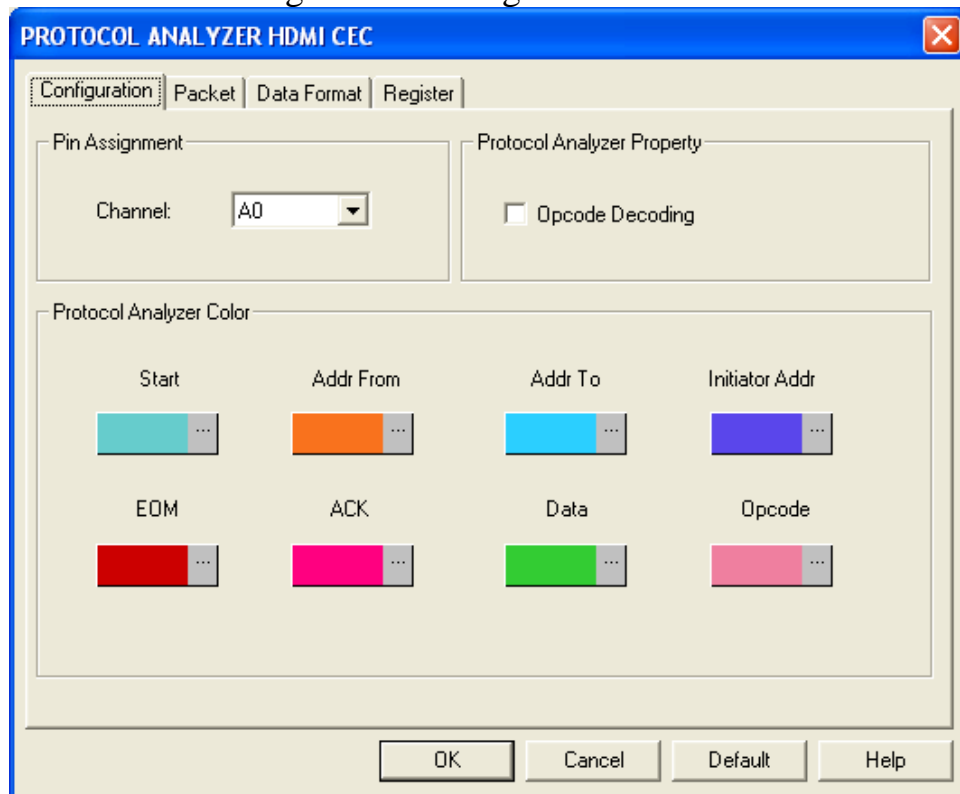 PROTOCOL ANALYZER HDMI CEC
Configuration Packet Data Format Register
Pin Assignment
Protocol Analyzer Property
Channel: A0
Opcode Decoding
Protocol Analyzer Color
Start Addr From Addr To Initiator Addr
... ... ... ...
EOM ACK Data Opcode
... ... ... ...
OK Cancel Default Help